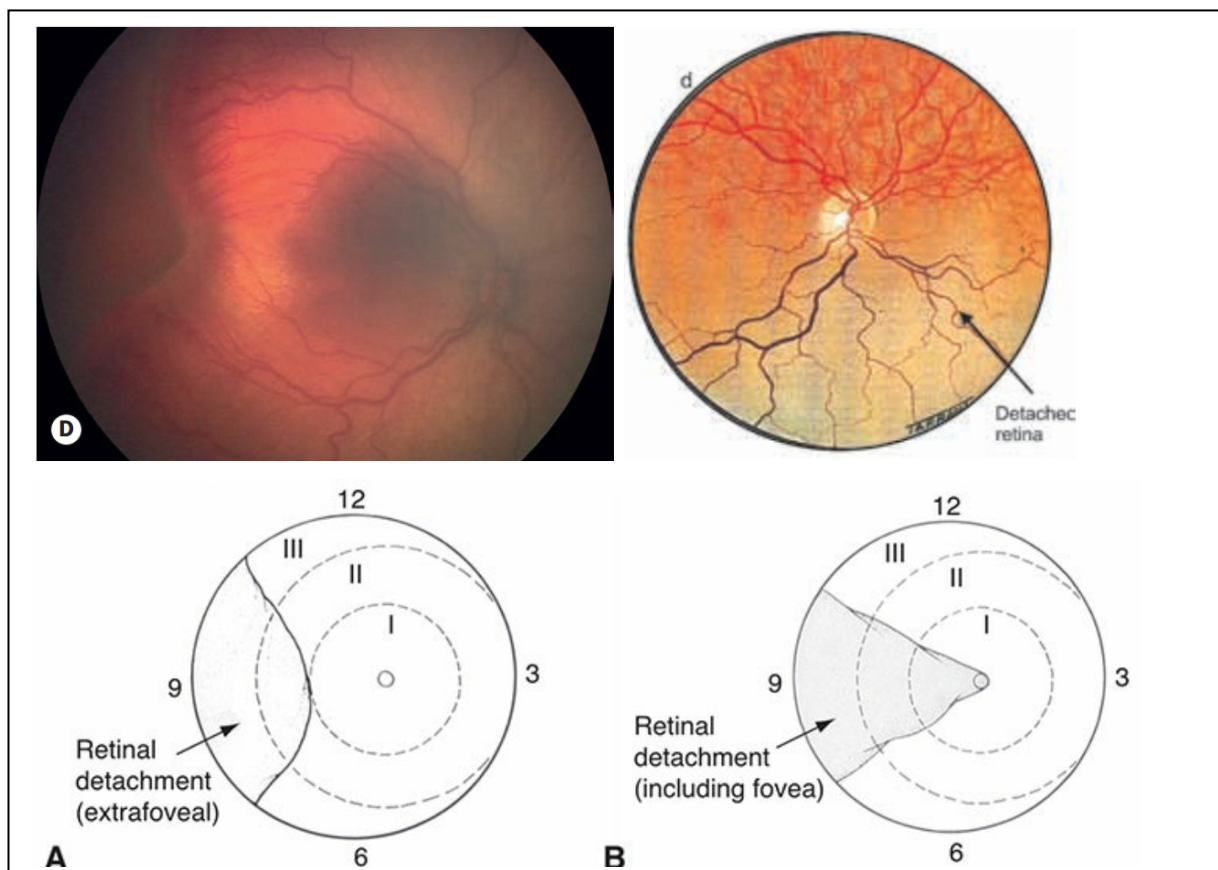 D
d
Detachec
retina
12
III
II
I
9
3
Retinal
detachment
(extrafoveal)
A
6
12
III
II
I
9
3
Retinal
detachment
(including fovea)
B
6